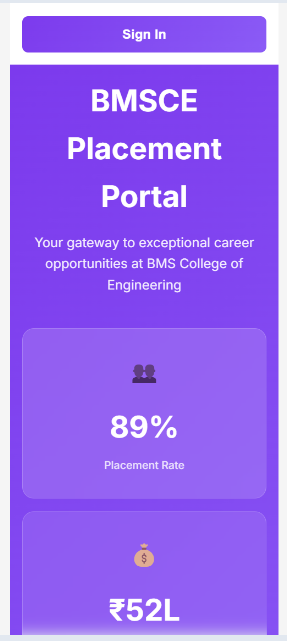 Sign In
BMSCE
Placement
Portal
Your gateway to exceptional career
opportunities at BMS College of
Engineering
89%
Placement Rate
$
₹52L